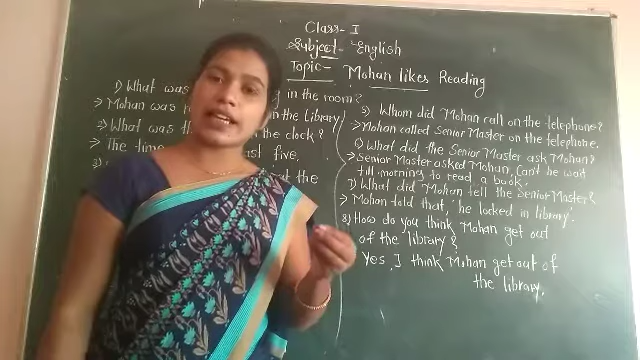 Class- I
Subject- English
Topic- Mohan likes Reading
1) What was in the room?
→ Mohan was in the Library
2) What was the clock?
→ The time five.
3) the
5) Whom did Mohan call on the telephone?
→ Mohan called Senior Master on the telephone.
6) What did the Senior Master ask Mohan?
→ Senior Master asked Mohan, Can't he wait
till morning to read a book.
7) What did Mohan tell the Senior Master?
→ Mohan told that, 'he locked in library'.
8) How do you think Mohan get out
of the library?
Yes, I think Mohan get out of
the library.